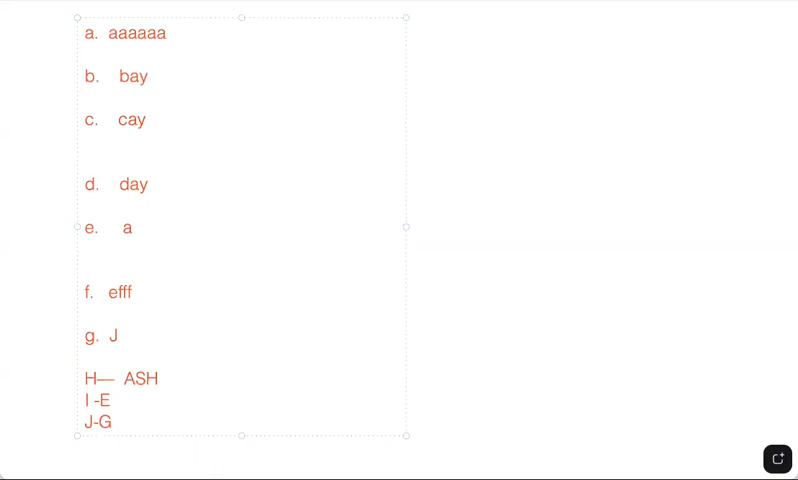 a. aaaaaa
b. bay
c. cay
d. day
e. a
f. efff
g. J
H— ASH
I -E
J-G